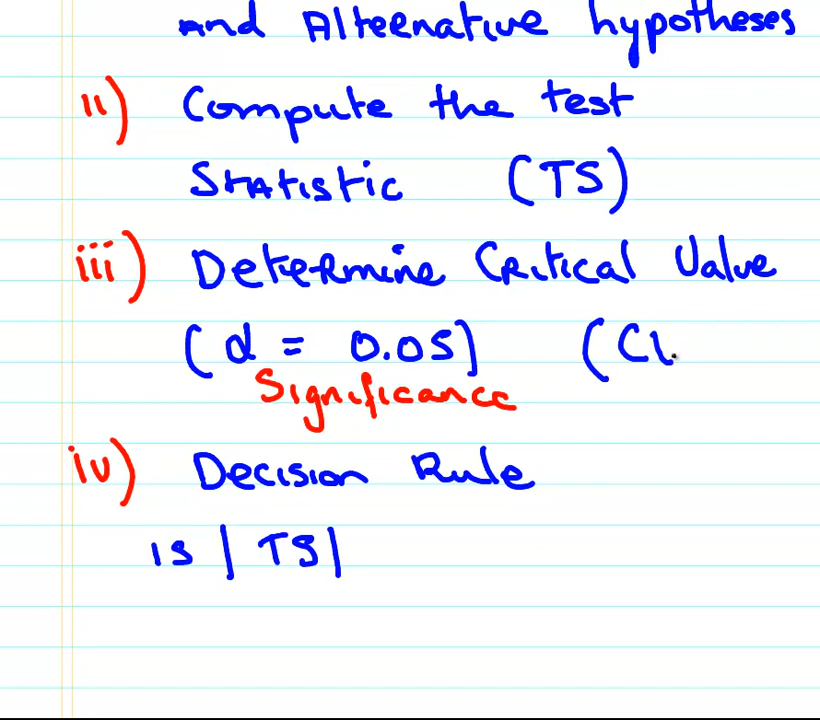 and Alternative hypotheses
ii) Compute the test
Statistic (TS)
iii) Determine Critical Value
(α = 0.05) (C
Significance
iv) Decision Rule
is | TS |